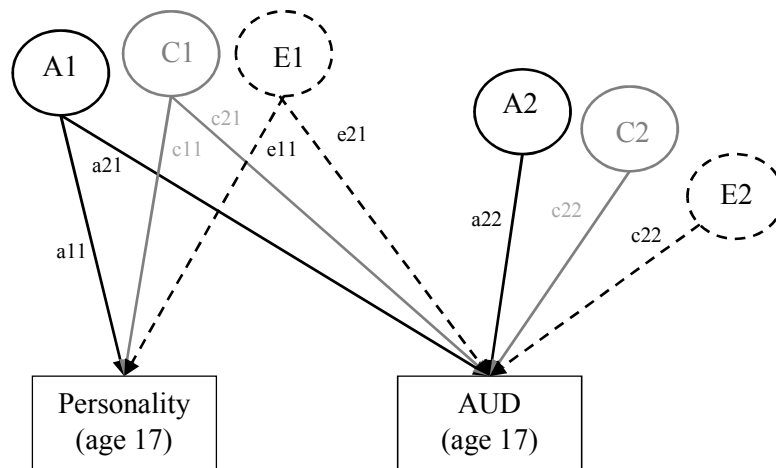 A1
C1
E1
A2
C2
E2
a21
c11
c21
e11
e21
a11
a22
c22
c22
Personality
(age 17)
AUD
(age 17)